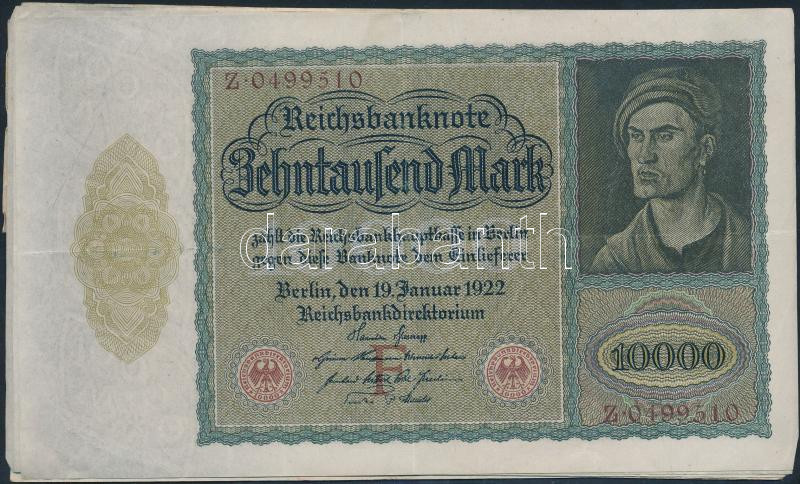 Z·0499510
Reichsbanknote
Zehntausend Mark
zahlt die Reichsbankhauptkasse in Berlin
gegen diese Banknote dem Einlieferer
darabanth
Berlin, den 19. Januar 1922
Reichsbankdirektorium
F
10000
Z·0499510